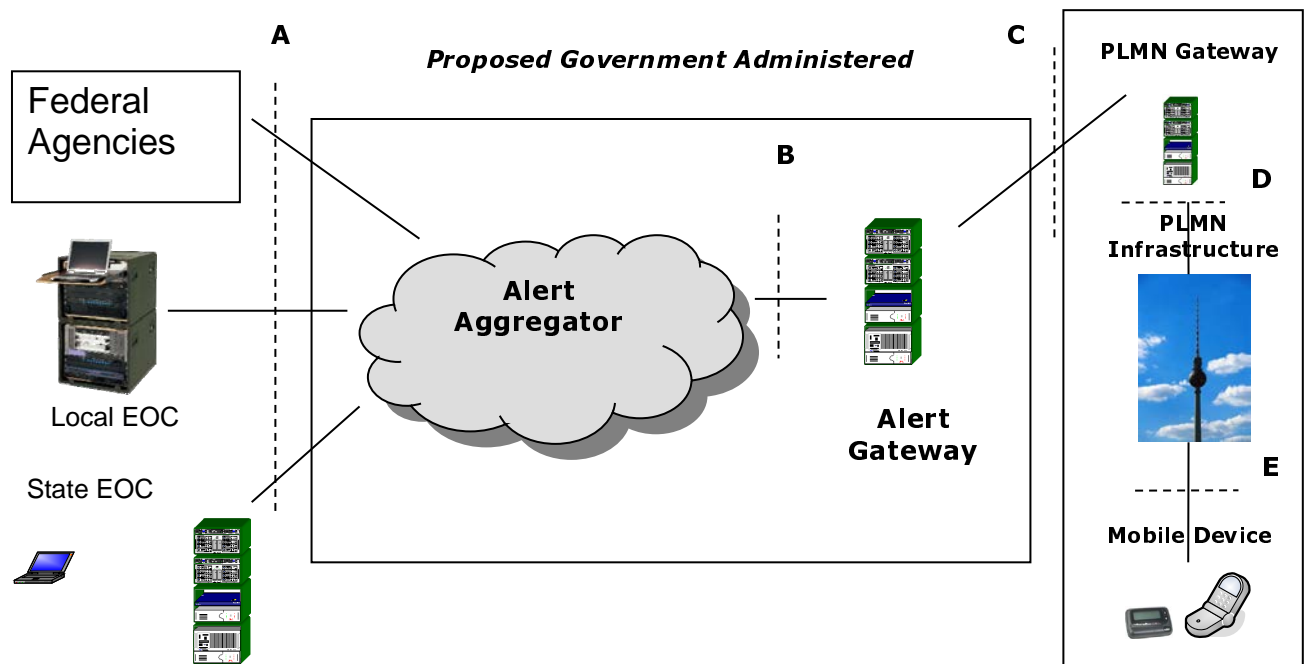 A
Proposed Government Administered
C
PLMN Gateway
Federal
Agencies
B
D
PLMN
Infrastructure
Alert
Aggregator
Local EOC
Alert
Gateway
E
State EOC
Mobile Device